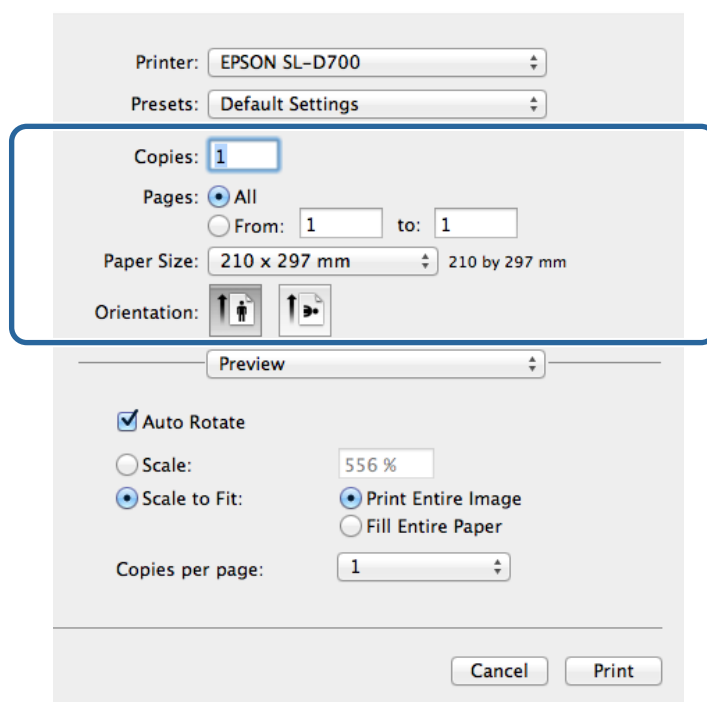 Printer: EPSON SL-D700
Presets: Default Settings
Copies: 1
Pages: All
From: 1 to: 1
Paper Size: 210 x 297 mm 210 by 297 mm
Orientation:
Preview
Auto Rotate
Scale: 556 %
Scale to Fit: Print Entire Image
Fill Entire Paper
Copies per page: 1
Cancel Print